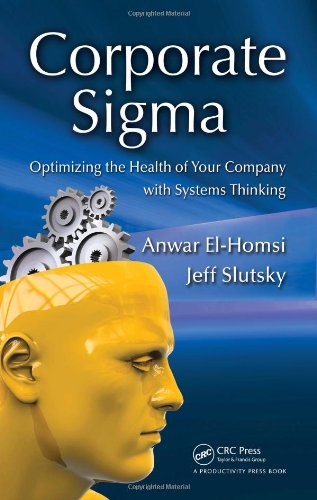 Corporate
Sigma
Optimizing the Health of Your Company
with Systems Thinking
Anwar El-Homsi
Jeff Slutsky
CRC
CRC Press
Taylor & Francis Group
A PRODUCTIVITY PRESS BOOK